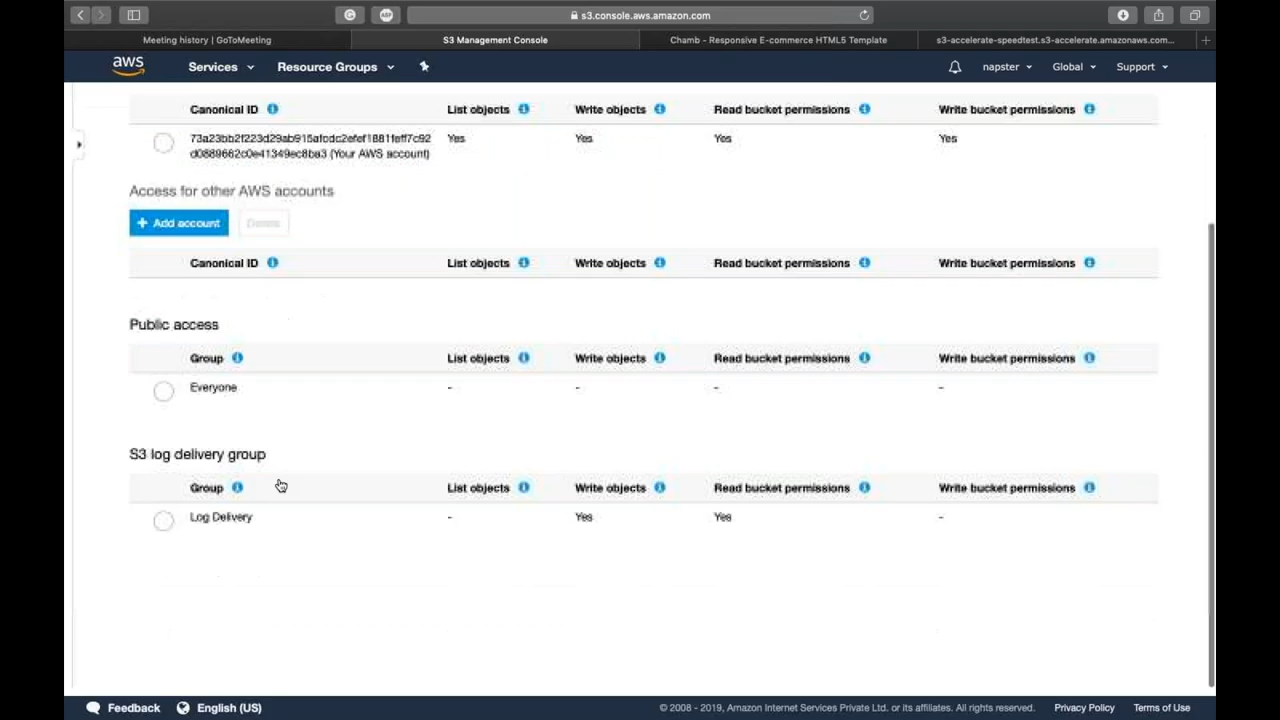 s3.console.aws.amazon.com
Meeting history | GoToMeeting
S3 Management Console
Chamb - Responsive E-commerce HTML5 Template
s3-accelerate-speedtest.s3-accelerate.amazonaws.com...
aws Services Resource Groups napster Global Support
Canonical ID List objects Write objects Read bucket permissions Write bucket permissions
(Your AWS account) Yes Yes Yes Yes
Access for other AWS accounts
+ Add account Delete
Canonical ID List objects Write objects Read bucket permissions Write bucket permissions
Public access
Group List objects Write objects Read bucket permissions Write bucket permissions
Everyone - - - -
S3 log delivery group
Group List objects Write objects Read bucket permissions Write bucket permissions
Log Delivery - Yes Yes -
Feedback English (US) © 2008 - 2019, Amazon Internet Services Private Ltd. or its affiliates. All rights reserved. Privacy Policy Terms of Use